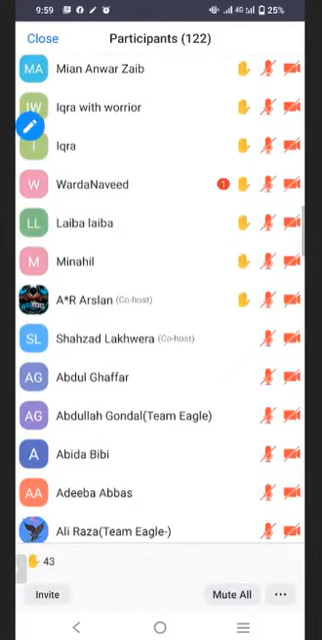 9:59
4G
25%
Close
Participants (122)
MA Mian Anwar Zaib
IW Iqra with worrior
I Iqra
W WardaNaveed 1
LL Laiba laiba
M Minahil
A*R Arslan (Co-host)
SL Shahzad Lakhwera (Co-host)
AG Abdul Ghaffar
AG Abdullah Gondal(Team Eagle)
A Abida Bibi
AA Adeeba Abbas
Ali Raza(Team Eagle-)
43
Invite
Mute All